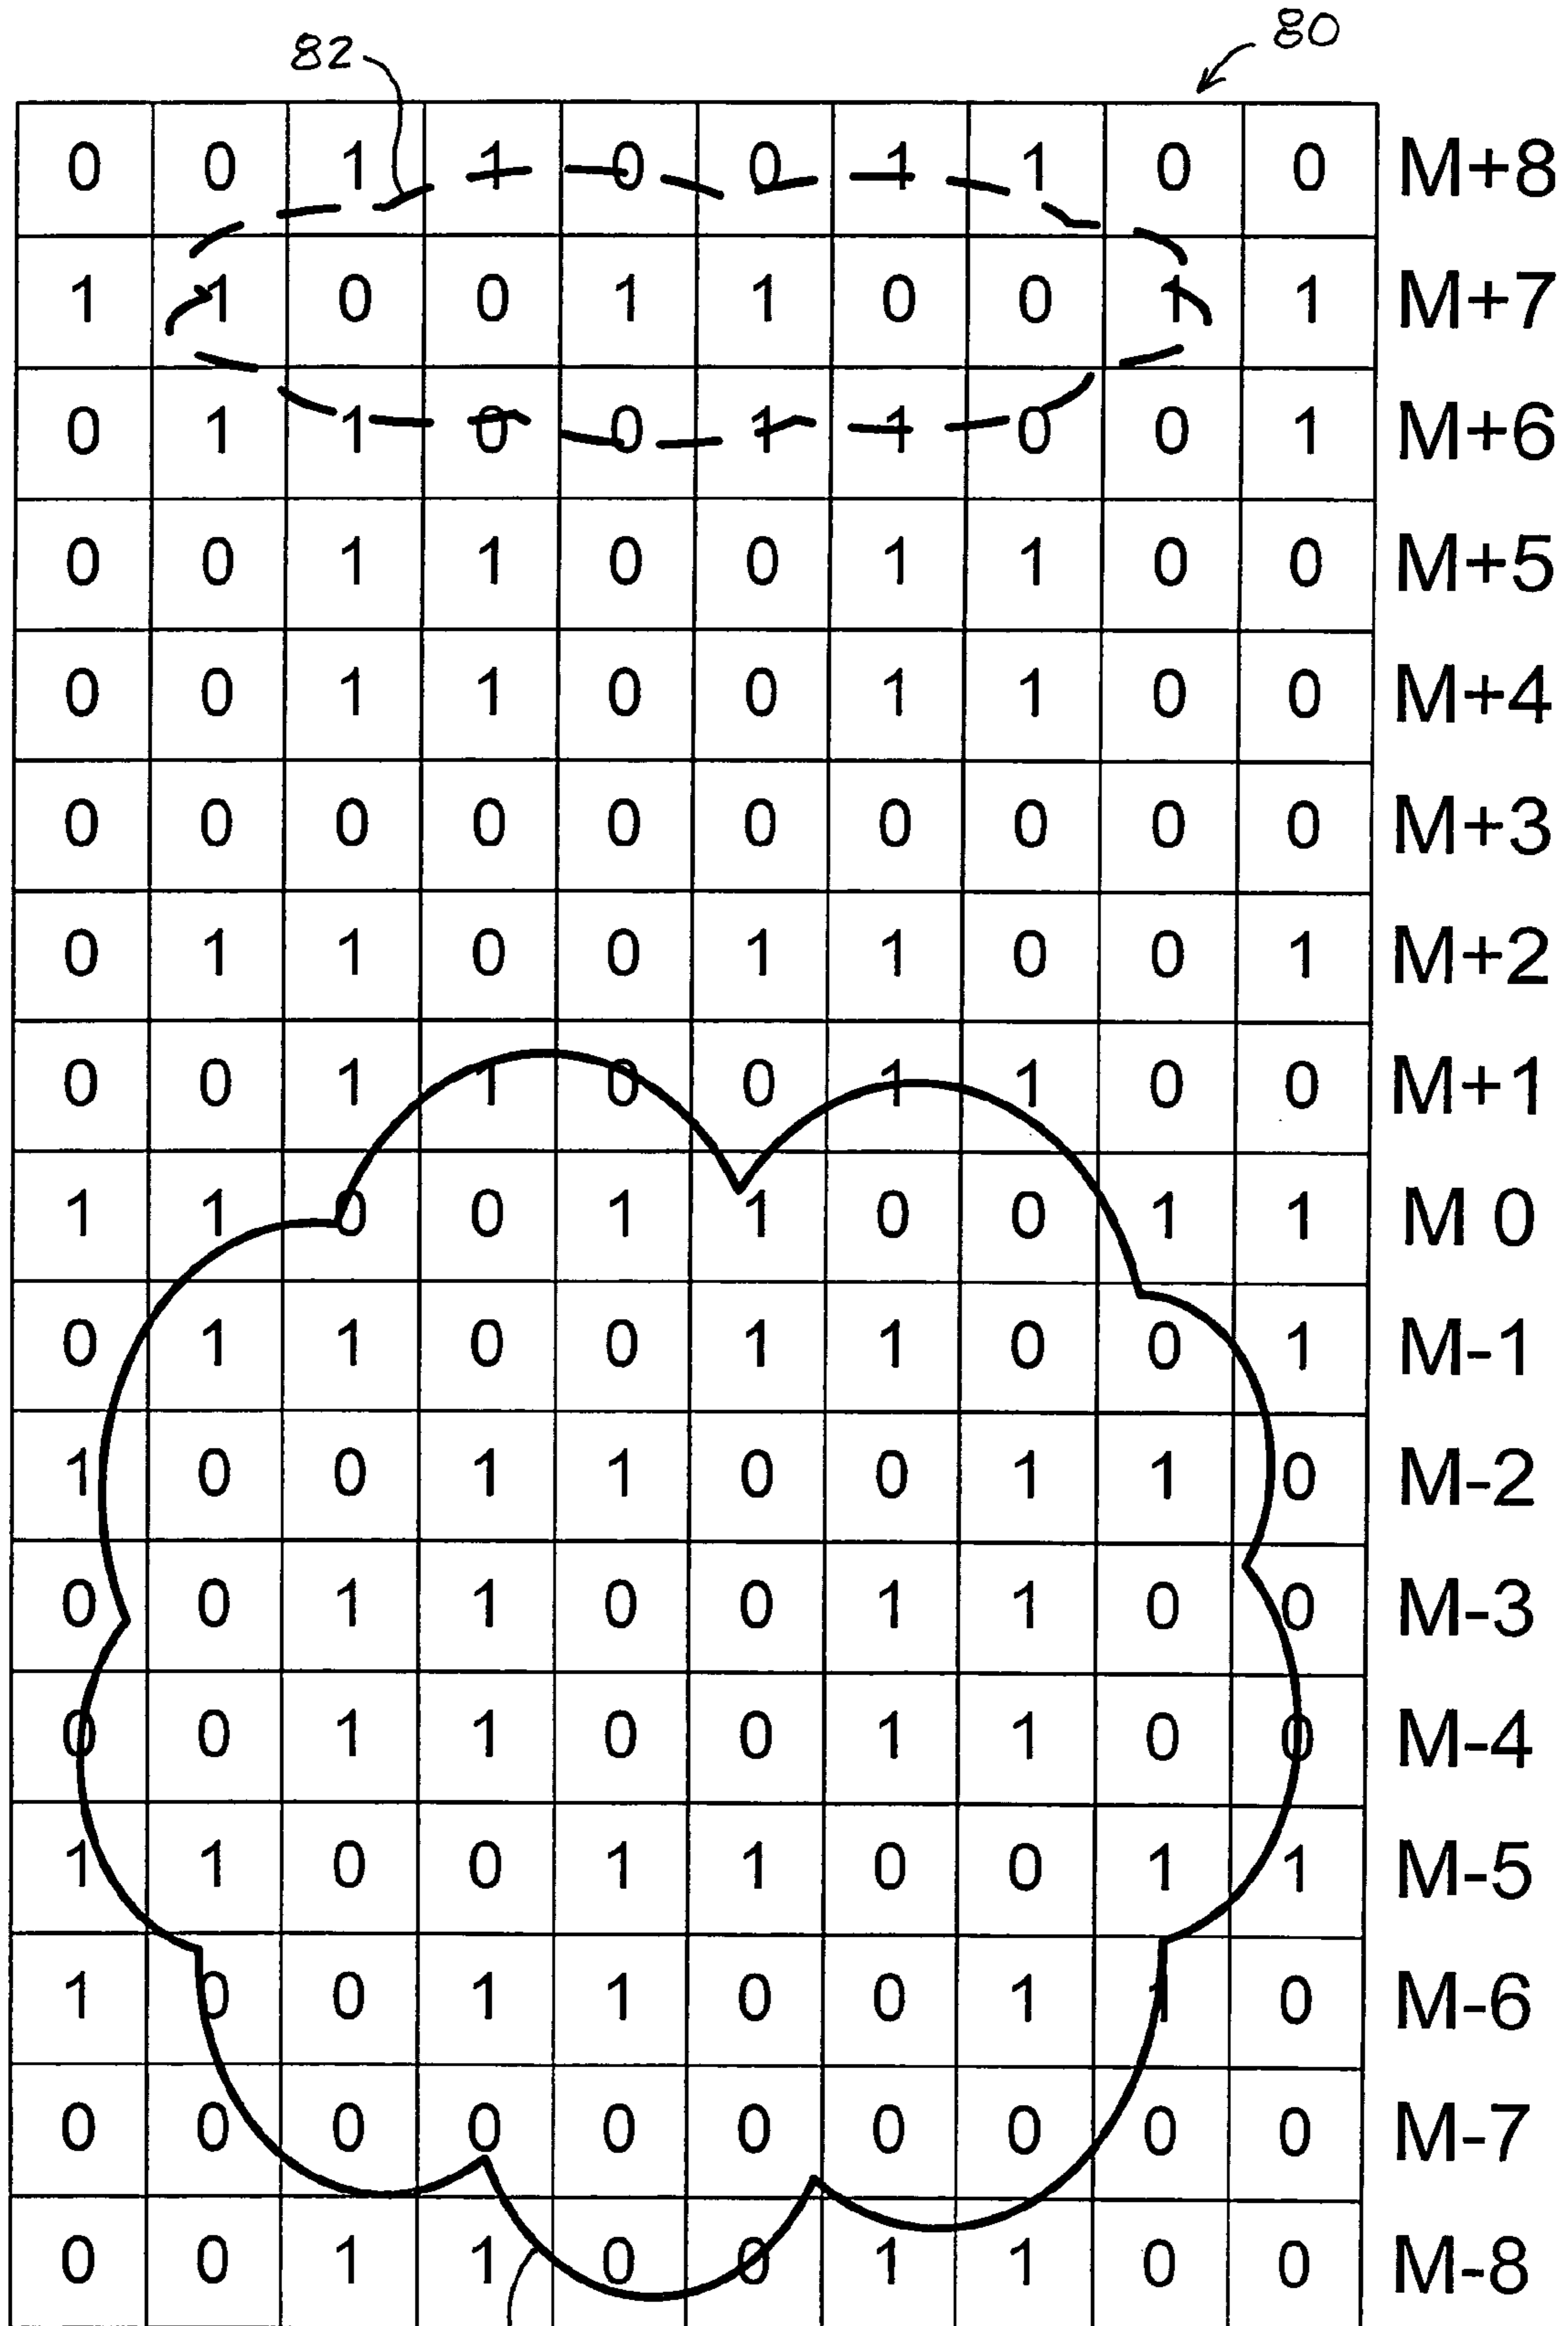 82 80
0 0 1 1 0 0 1 1 0 0 M+8
1 1 0 0 1 1 0 0 1 1 M+7
0 1 1 0 0 1 1 0 0 1 M+6
0 0 1 1 0 0 1 1 0 0 M+5
0 0 1 1 0 0 1 1 0 0 M+4
0 0 0 0 0 0 0 0 0 0 M+3
0 1 1 0 0 1 1 0 0 1 M+2
0 0 1 1 0 0 1 1 0 0 M+1
1 1 0 0 1 1 0 0 1 1 M 0
0 1 1 0 0 1 1 0 0 1 M-1
1 0 0 1 1 0 0 1 1 0 M-2
0 0 1 1 0 0 1 1 0 0 M-3
0 0 1 1 0 0 1 1 0 0 M-4
1 1 0 0 1 1 0 0 1 1 M-5
1 0 0 1 1 0 0 1 1 0 M-6
0 0 0 0 0 0 0 0 0 0 M-7
0 0 1 1 0 0 1 1 0 0 M-8